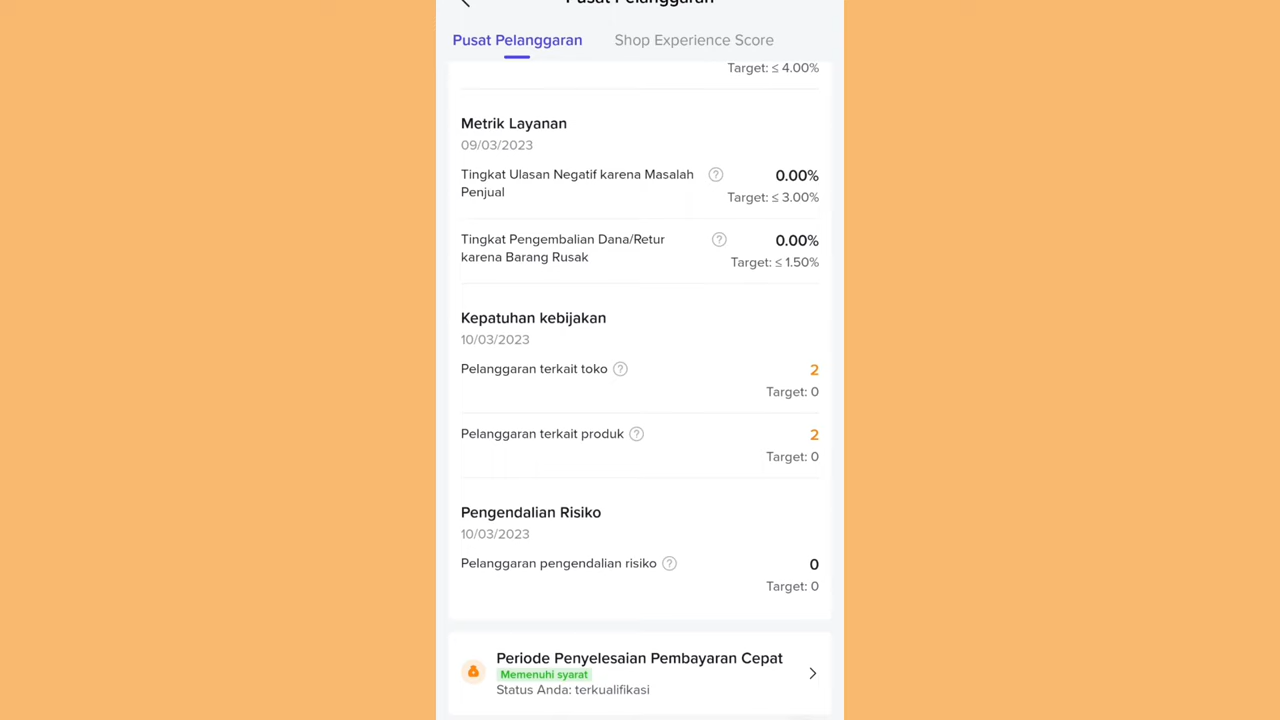 Pusat Pelanggaran
Pusat Pelanggaran Shop Experience Score
Target: ≤ 4.00%
Metrik Layanan
09/03/2023
Tingkat Ulasan Negatif karena Masalah Penjual 0.00%
Target: ≤ 3.00%
Tingkat Pengembalian Dana/Retur karena Barang Rusak 0.00%
Target: ≤ 1.50%
Kepatuhan kebijakan
10/03/2023
Pelanggaran terkait toko 2
Target: 0
Pelanggaran terkait produk 2
Target: 0
Pengendalian Risiko
10/03/2023
Pelanggaran pengendalian risiko 0
Target: 0
Periode Penyelesaian Pembayaran Cepat
Memenuhi syarat
Status Anda: terkualifikasi